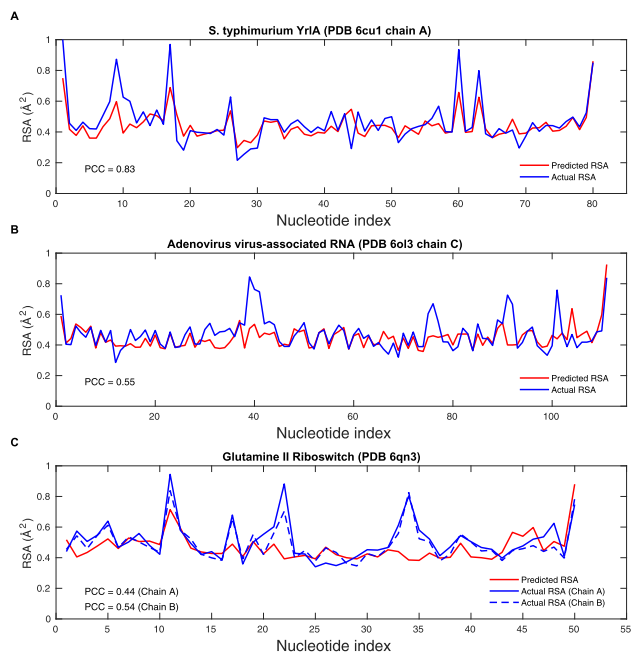 A
S. typhimurium YrlA (PDB 6cu1 chain A)
1
0.8
0.6
0.4
0.2
0
RSA (Å²)
PCC = 0.83
Predicted RSA
Actual RSA
0 10 20 30 40 50 60 70 80
Nucleotide index
B
Adenovirus virus-associated RNA (PDB 6ol3 chain C)
1
0.8
0.6
0.4
0.2
0
RSA (Å²)
PCC = 0.55
Predicted RSA
Actual RSA
20 40 60 80 100
Nucleotide index
C
Glutamine II Riboswitch (PDB 6qn3)
1
0.8
0.6
0.4
0.2
0
RSA (Å²)
PCC = 0.44 (Chain A)
PCC = 0.54 (Chain B)
Predicted RSA
Actual RSA (Chain A)
Actual RSA (Chain B)
0 5 10 15 20 25 30 35 40 45 50 55
Nucleotide index